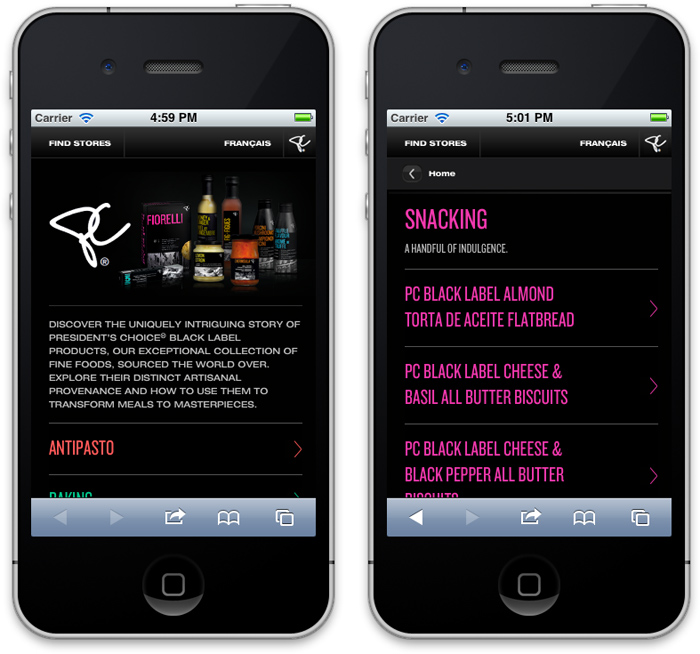 Carrier 4:59 PM
FIND STORES FRANÇAIS
FIORELLI
DISCOVER THE UNIQUELY INTRIGUING STORY OF
PRESIDENT'S CHOICE® BLACK LABEL
PRODUCTS, OUR EXCEPTIONAL COLLECTION OF
FINE FOODS, SOURCED THE WORLD OVER.
EXPLORE THEIR DISTINCT ARTISANAL
PROVENANCE AND HOW TO USE THEM TO
TRANSFORM MEALS TO MASTERPIECES.
ANTIPASTO
BAKING
Carrier 5:01 PM
FIND STORES FRANÇAIS
Home
SNACKING
A HANDFUL OF INDULGENCE.
PC BLACK LABEL ALMOND
TORTA DE ACEITE FLATBREAD
PC BLACK LABEL CHEESE &
BASIL ALL BUTTER BISCUITS
PC BLACK LABEL CHEESE &
BLACK PEPPER ALL BUTTER
BISCUITS